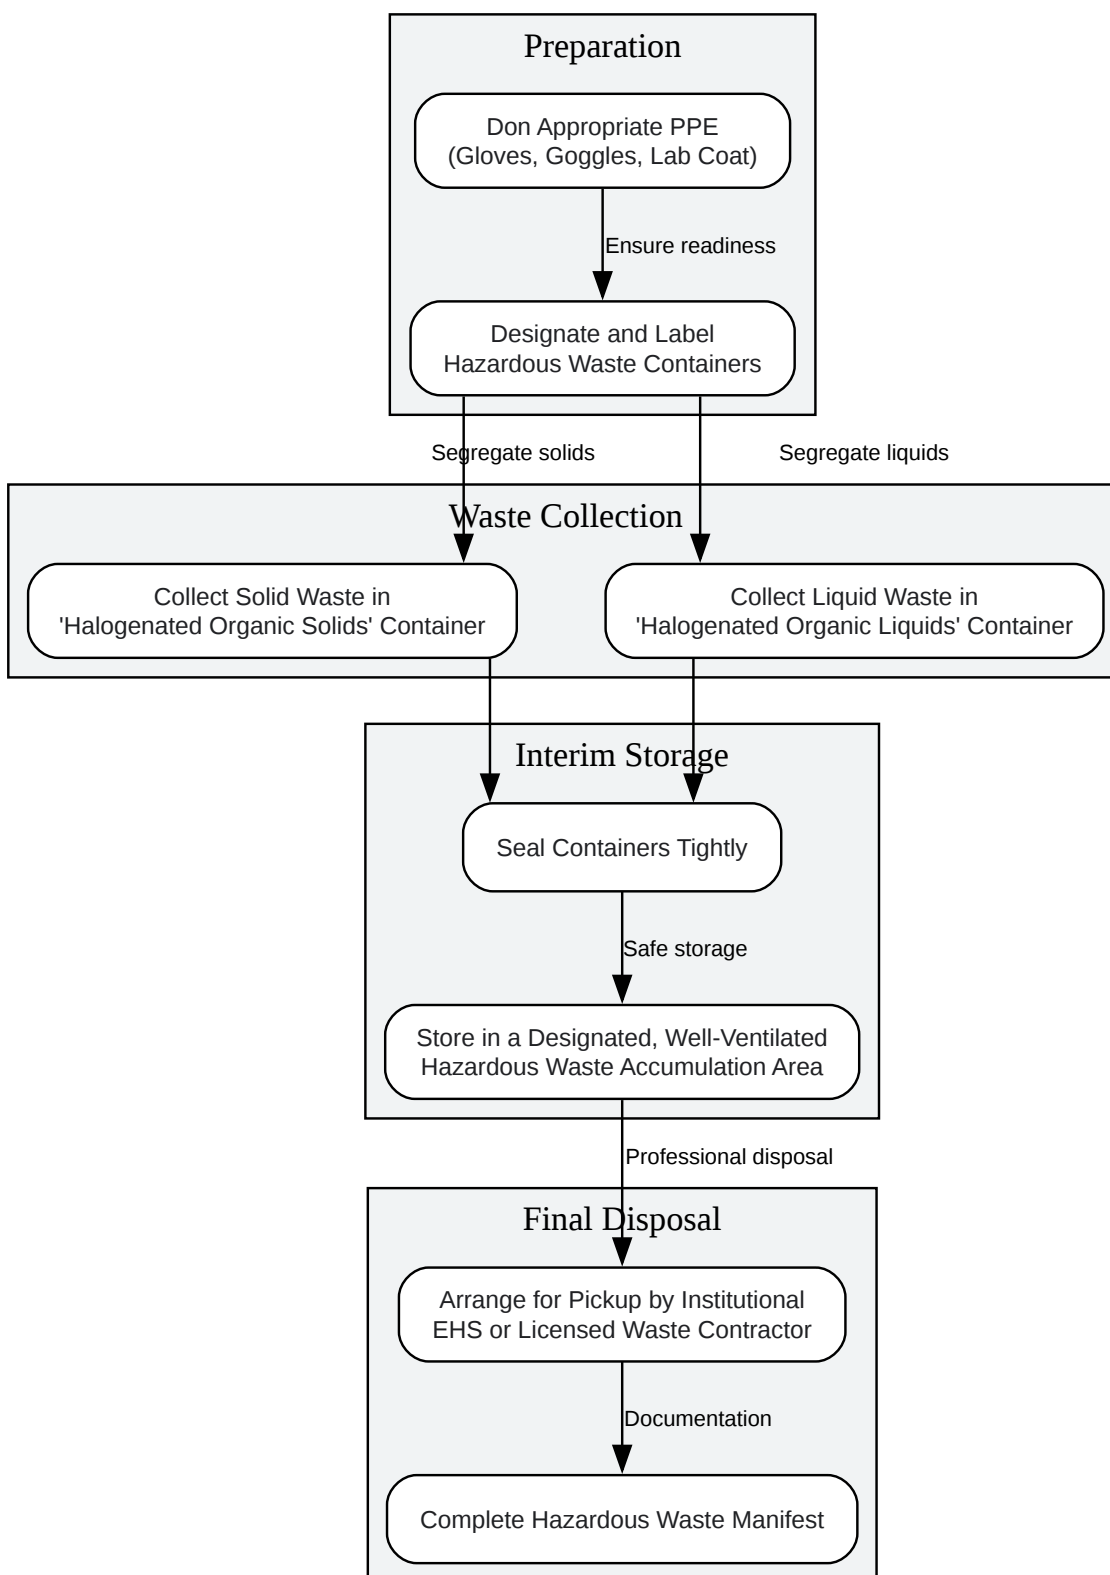 Preparation
Don Appropriate PPE
(Gloves, Goggles, Lab Coat)
Ensure readiness
Designate and Label
Hazardous Waste Containers
Segregate solids
Segregate liquids
Waste Collection
Collect Solid Waste in
'Halogenated Organic Solids' Container
Collect Liquid Waste in
'Halogenated Organic Liquids' Container
Interim Storage
Seal Containers Tightly
Safe storage
Store in a Designated, Well-Ventilated
Hazardous Waste Accumulation Area
Professional disposal
Final Disposal
Arrange for Pickup by Institutional
EHS or Licensed Waste Contractor
Documentation
Complete Hazardous Waste Manifest